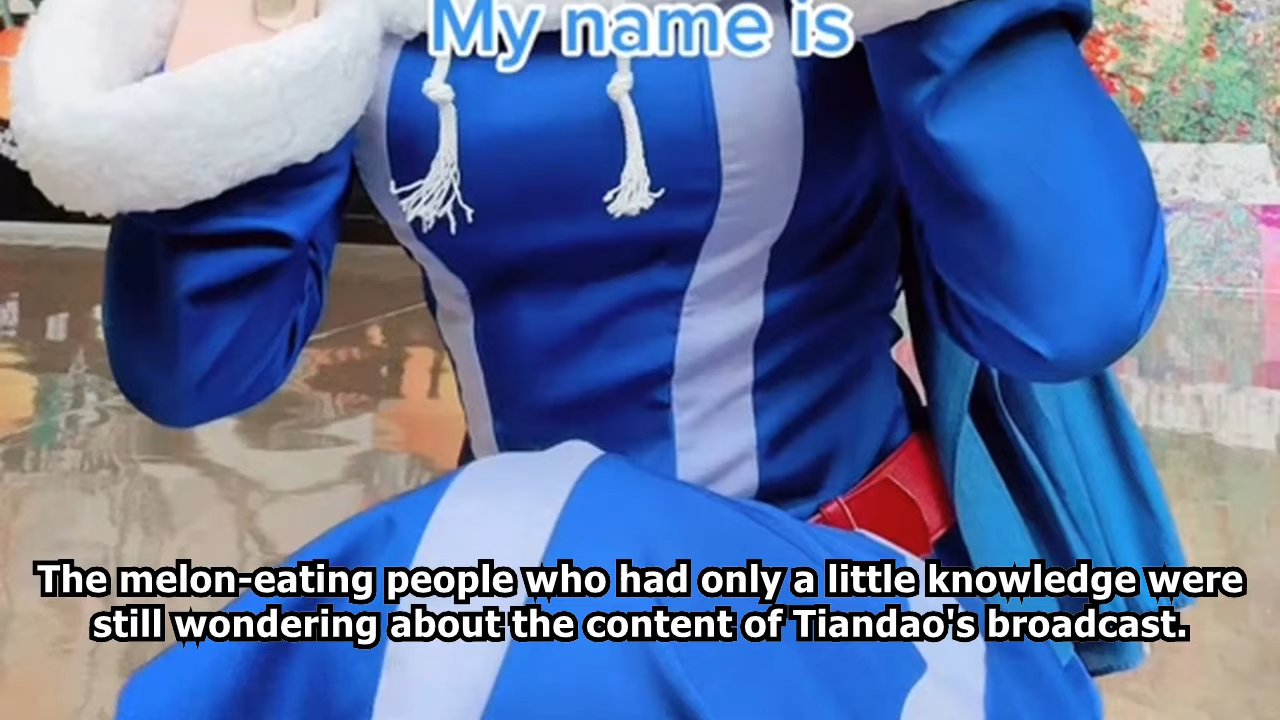 My name is
The melon-eating people who had only a little knowledge were
still wondering about the content of Tiandao's broadcast.